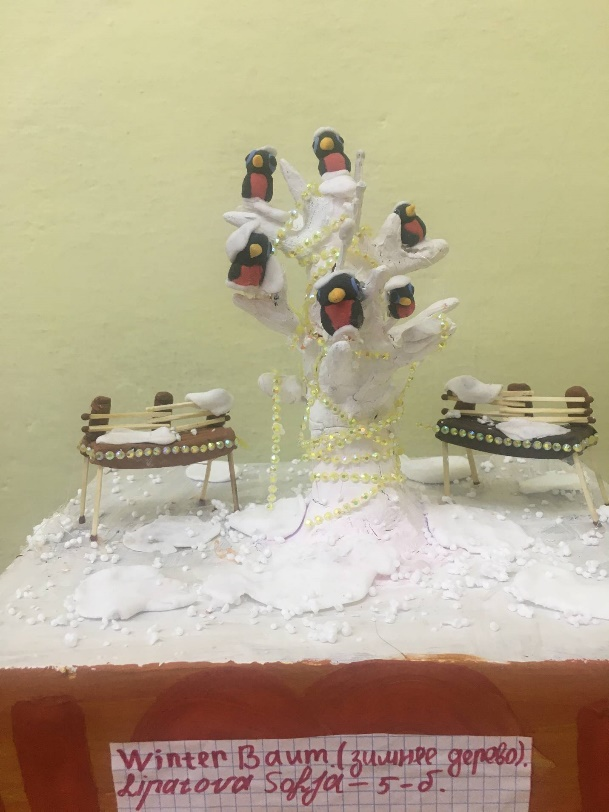 Winter Baum. (зимнее дерево).
Lipatova Sofja – 5 – б.